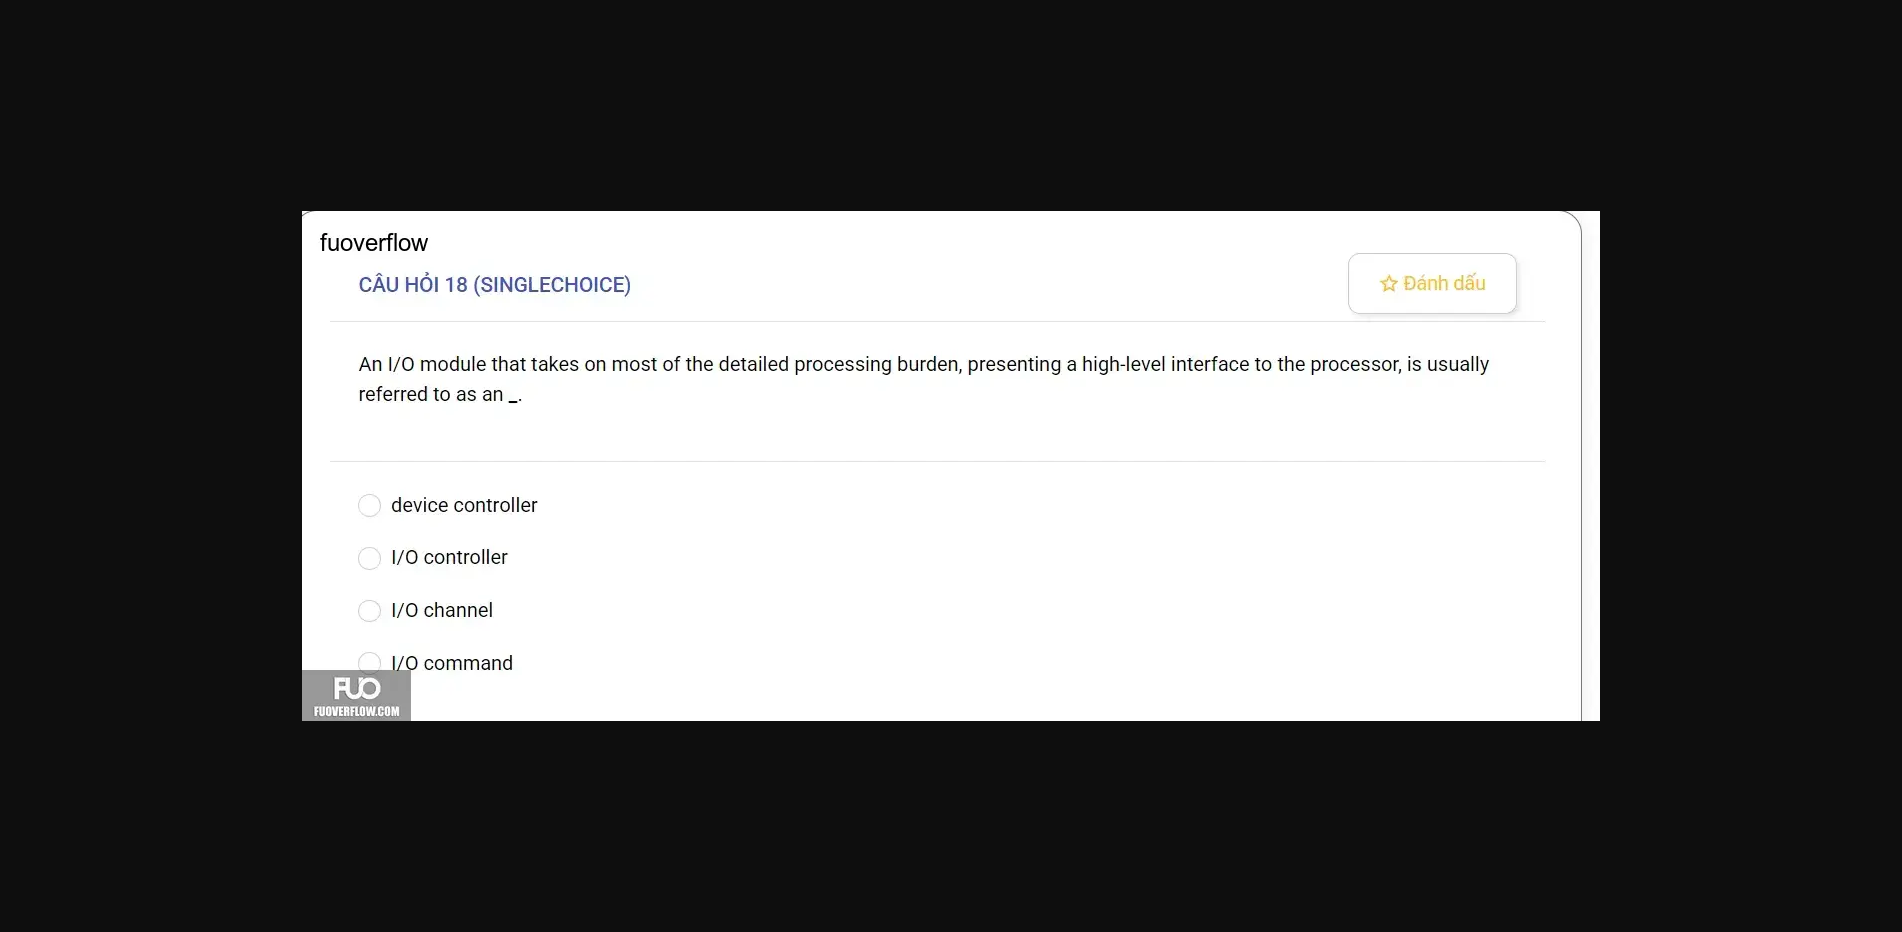 fuoverflow
CÂU HỎI 18 (SINGLECHOICE)
Đánh dấu
An I/O module that takes on most of the detailed processing burden, presenting a high-level interface to the processor, is usually
referred to as an _.
device controller
I/O controller
I/O channel
I/O command
FUO
FUOVERFLOW.COM